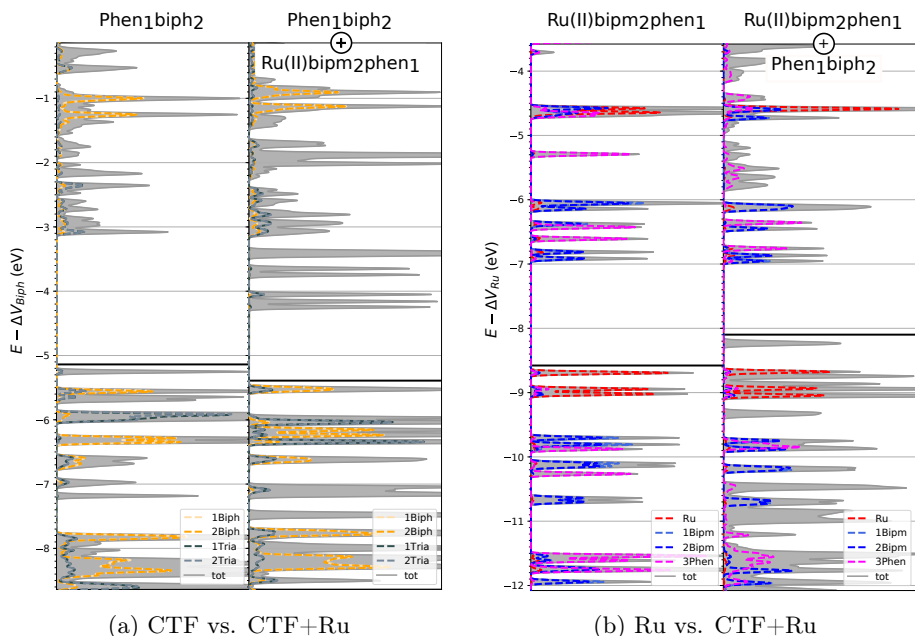 Phen1biph2
Phen1biph2
+
Ru(II)bipm2phen1
E − ΔVBiph (eV)
−1
−2
−3
−4
−5
−6
−7
−8
1Biph
2Biph
1Tria
2Tria
tot
1Biph
2Biph
1Tria
2Tria
tot
(a) CTF vs. CTF+Ru
Ru(II)bipm2phen1
Ru(II)bipm2phen1
+
Phen1biph2
E − ΔVRu (eV)
−4
−5
−6
−7
−8
−9
−10
−11
−12
Ru
1Bipm
2Bipm
3Phen
tot
Ru
1Bipm
2Bipm
3Phen
tot
(b) Ru vs. CTF+Ru